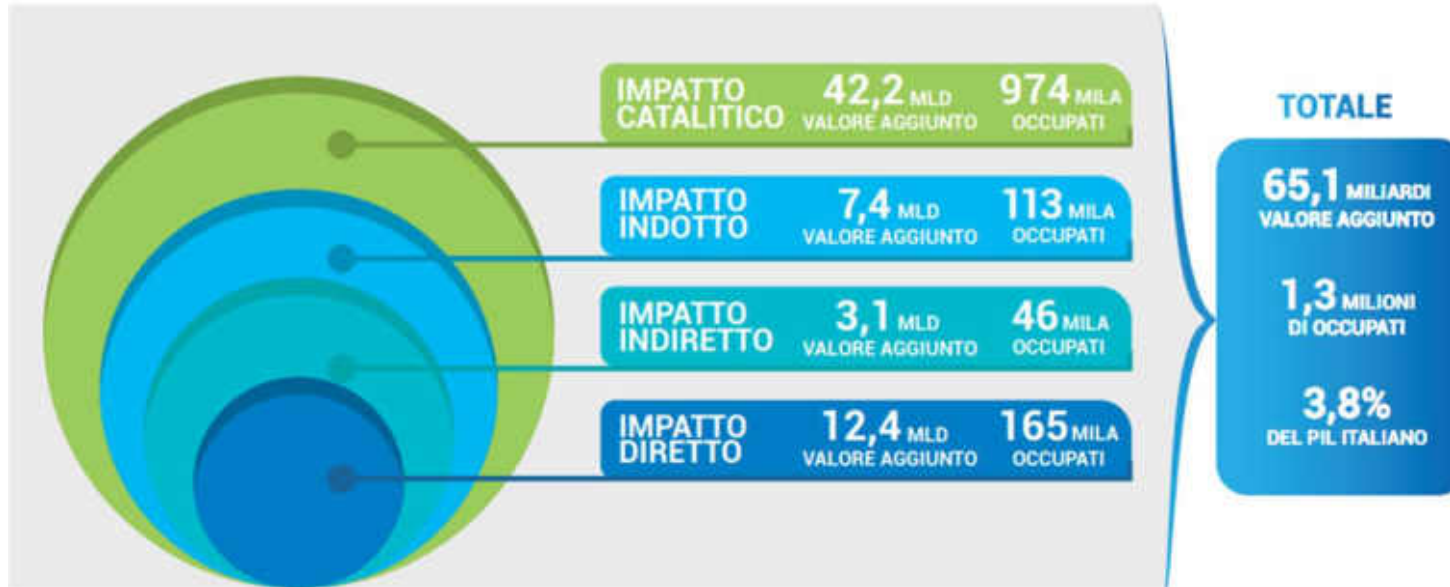 IMPATTO CATALITICO
42,2 MLD
VALORE AGGIUNTO
974 MILA
OCCUPATI
IMPATTO INDOTTO
7,4 MLD
VALORE AGGIUNTO
113 MILA
OCCUPATI
IMPATTO INDIRETTO
3,1 MLD
VALORE AGGIUNTO
46 MILA
OCCUPATI
IMPATTO DIRETTO
12,4 MLD
VALORE AGGIUNTO
165 MILA
OCCUPATI
TOTALE
65,1 MILIARDI
VALORE AGGIUNTO
1,3 MILIONI
DI OCCUPATI
3,8%
DEL PIL ITALIANO